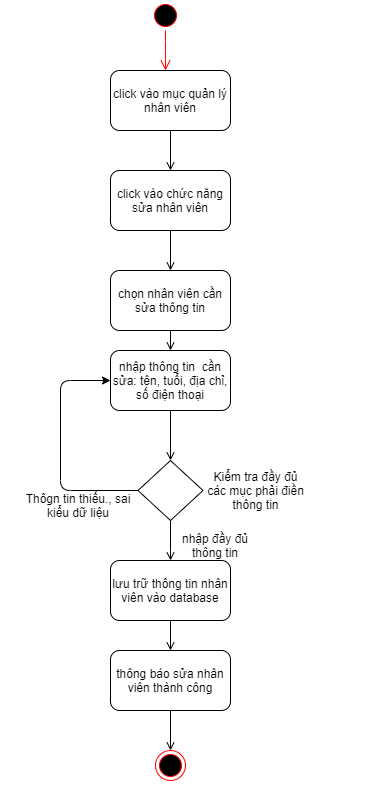 click vào mục quản lý
nhân viên
click vào chức năng
sửa nhân viên
chọn nhân viên cần
sửa thông tin
nhập thông tin cần
sửa: tên, tuổi, địa chỉ,
số điện thoại
Kiểm tra đầy đủ
các mục phải điền
thông tin
Thôgn tin thiếu., sai
kiểu dữ liệu
nhập đầy đủ
thông tin
lưu trữ thông tin nhân
viên vào database
thông báo sửa nhân
viên thành công